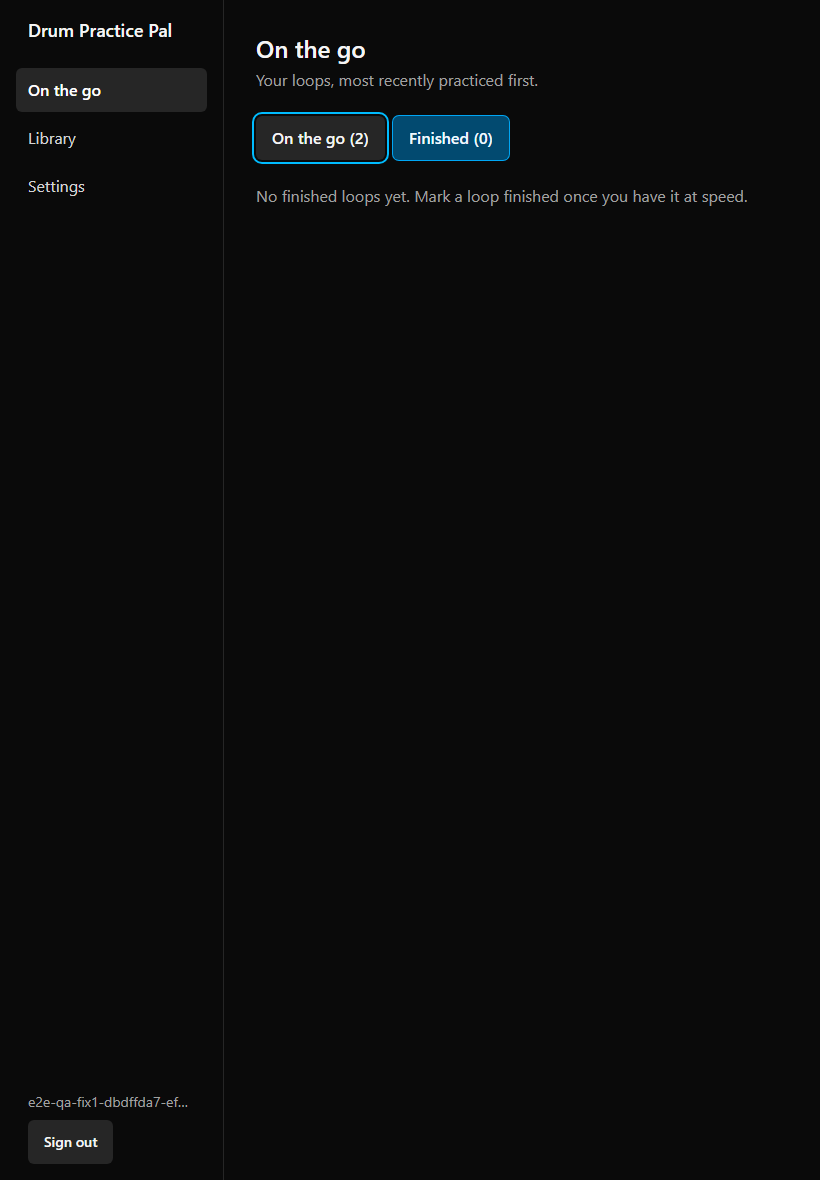 Drum Practice Pal
On the go
Library
Settings
On the go
Your loops, most recently practiced first.
On the go (2)
Finished (0)
No finished loops yet. Mark a loop finished once you have it at speed.
e2e-qa-fix1-dbdffda7-ef...
Sign out